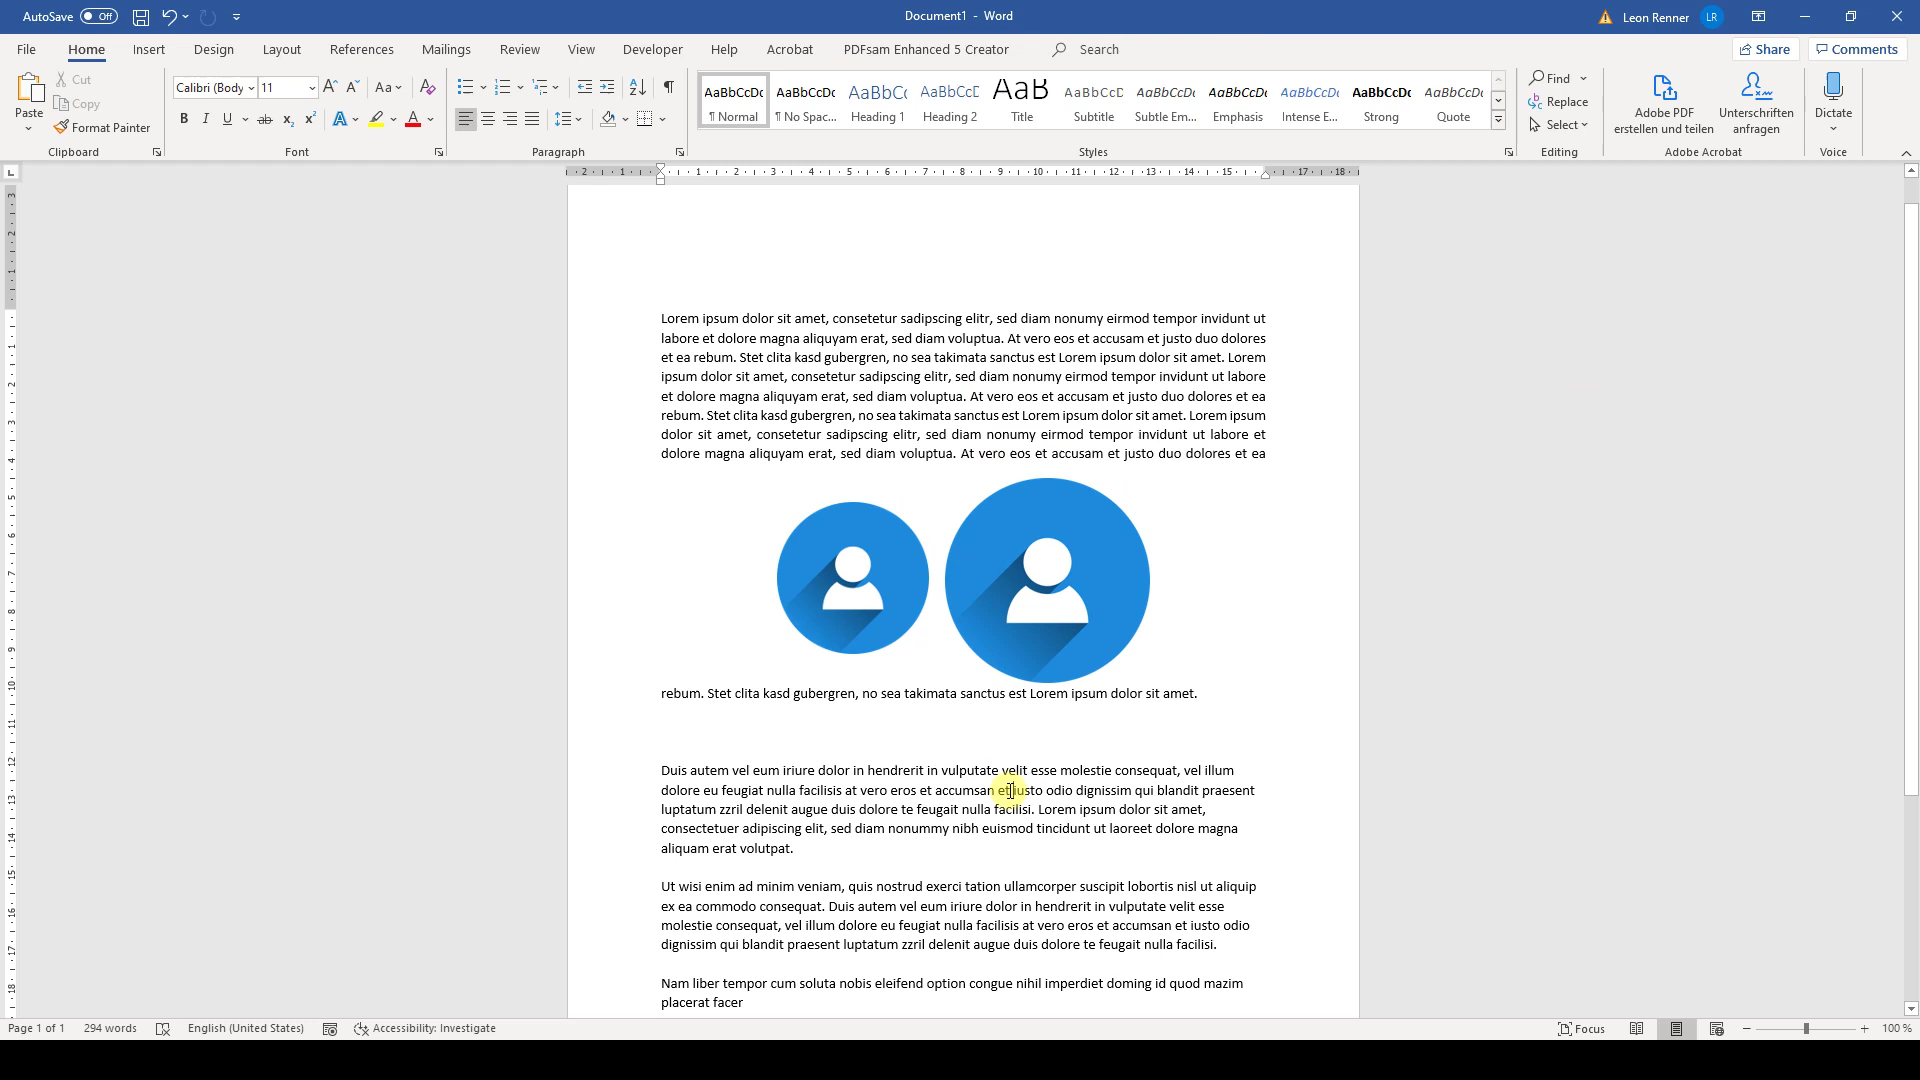 AutoSave Off Document1 - Word Leon Renner LR
File Home Insert Design Layout References Mailings Review View Developer Help Acrobat PDFsam Enhanced 5 Creator Search Share Comments
Paste Cut Copy Format Painter
Calibri (Body 11
AaBbCcDc AaBbCcDc AaBbCc AaBbCcD AaB AaBbCcD AaBbCcDc AaBbCcDc AaBbCcDc AaBbCcDc AaBbCcDc
¶ Normal ¶ No Spac... Heading 1 Heading 2 Title Subtitle Subtle Em... Emphasis Intense E... Strong Quote
Find Replace Select
Adobe PDF erstellen und teilen
Unterschriften anfragen
Dictate
Clipboard Font Paragraph Styles Editing Adobe Acrobat Voice
2 1 1 2 3 4 5 6 7 8 9 10 11 12 13 14 15 17 18
Lorem ipsum dolor sit amet, consetetur sadipscing elitr, sed diam nonumy eirmod tempor invidunt ut
labore et dolore magna aliquyam erat, sed diam voluptua. At vero eos et accusam et justo duo dolores
et ea rebum. Stet clita kasd gubergren, no sea takimata sanctus est Lorem ipsum dolor sit amet. Lorem
ipsum dolor sit amet, consetetur sadipscing elitr, sed diam nonumy eirmod tempor invidunt ut labore
et dolore magna aliquyam erat, sed diam voluptua. At vero eos et accusam et justo duo dolores et ea
rebum. Stet clita kasd gubergren, no sea takimata sanctus est Lorem ipsum dolor sit amet. Lorem ipsum
dolor sit amet, consetetur sadipscing elitr, sed diam nonumy eirmod tempor invidunt ut labore et
dolore magna aliquyam erat, sed diam voluptua. At vero eos et accusam et justo duo dolores et ea
rebum. Stet clita kasd gubergren, no sea takimata sanctus est Lorem ipsum dolor sit amet.
Duis autem vel eum iriure dolor in hendrerit in vulputate velit esse molestie consequat, vel illum
dolore eu feugiat nulla facilisis at vero eros et accumsan et iusto odio dignissim qui blandit praesent
luptatum zzril delenit augue duis dolore te feugait nulla facilisi. Lorem ipsum dolor sit amet,
consectetuer adipiscing elit, sed diam nonummy nibh euismod tincidunt ut laoreet dolore magna
aliquam erat volutpat.
Ut wisi enim ad minim veniam, quis nostrud exerci tation ullamcorper suscipit lobortis nisl ut aliquip
ex ea commodo consequat. Duis autem vel eum iriure dolor in hendrerit in vulputate velit esse
molestie consequat, vel illum dolore eu feugiat nulla facilisis at vero eros et accumsan et iusto odio
dignissim qui blandit praesent luptatum zzril delenit augue duis dolore te feugait nulla facilisi.
Nam liber tempor cum soluta nobis eleifend option congue nihil imperdiet doming id quod mazim
placerat facer
Page 1 of 1 294 words English (United States) Accessibility: Investigate Focus 100 %